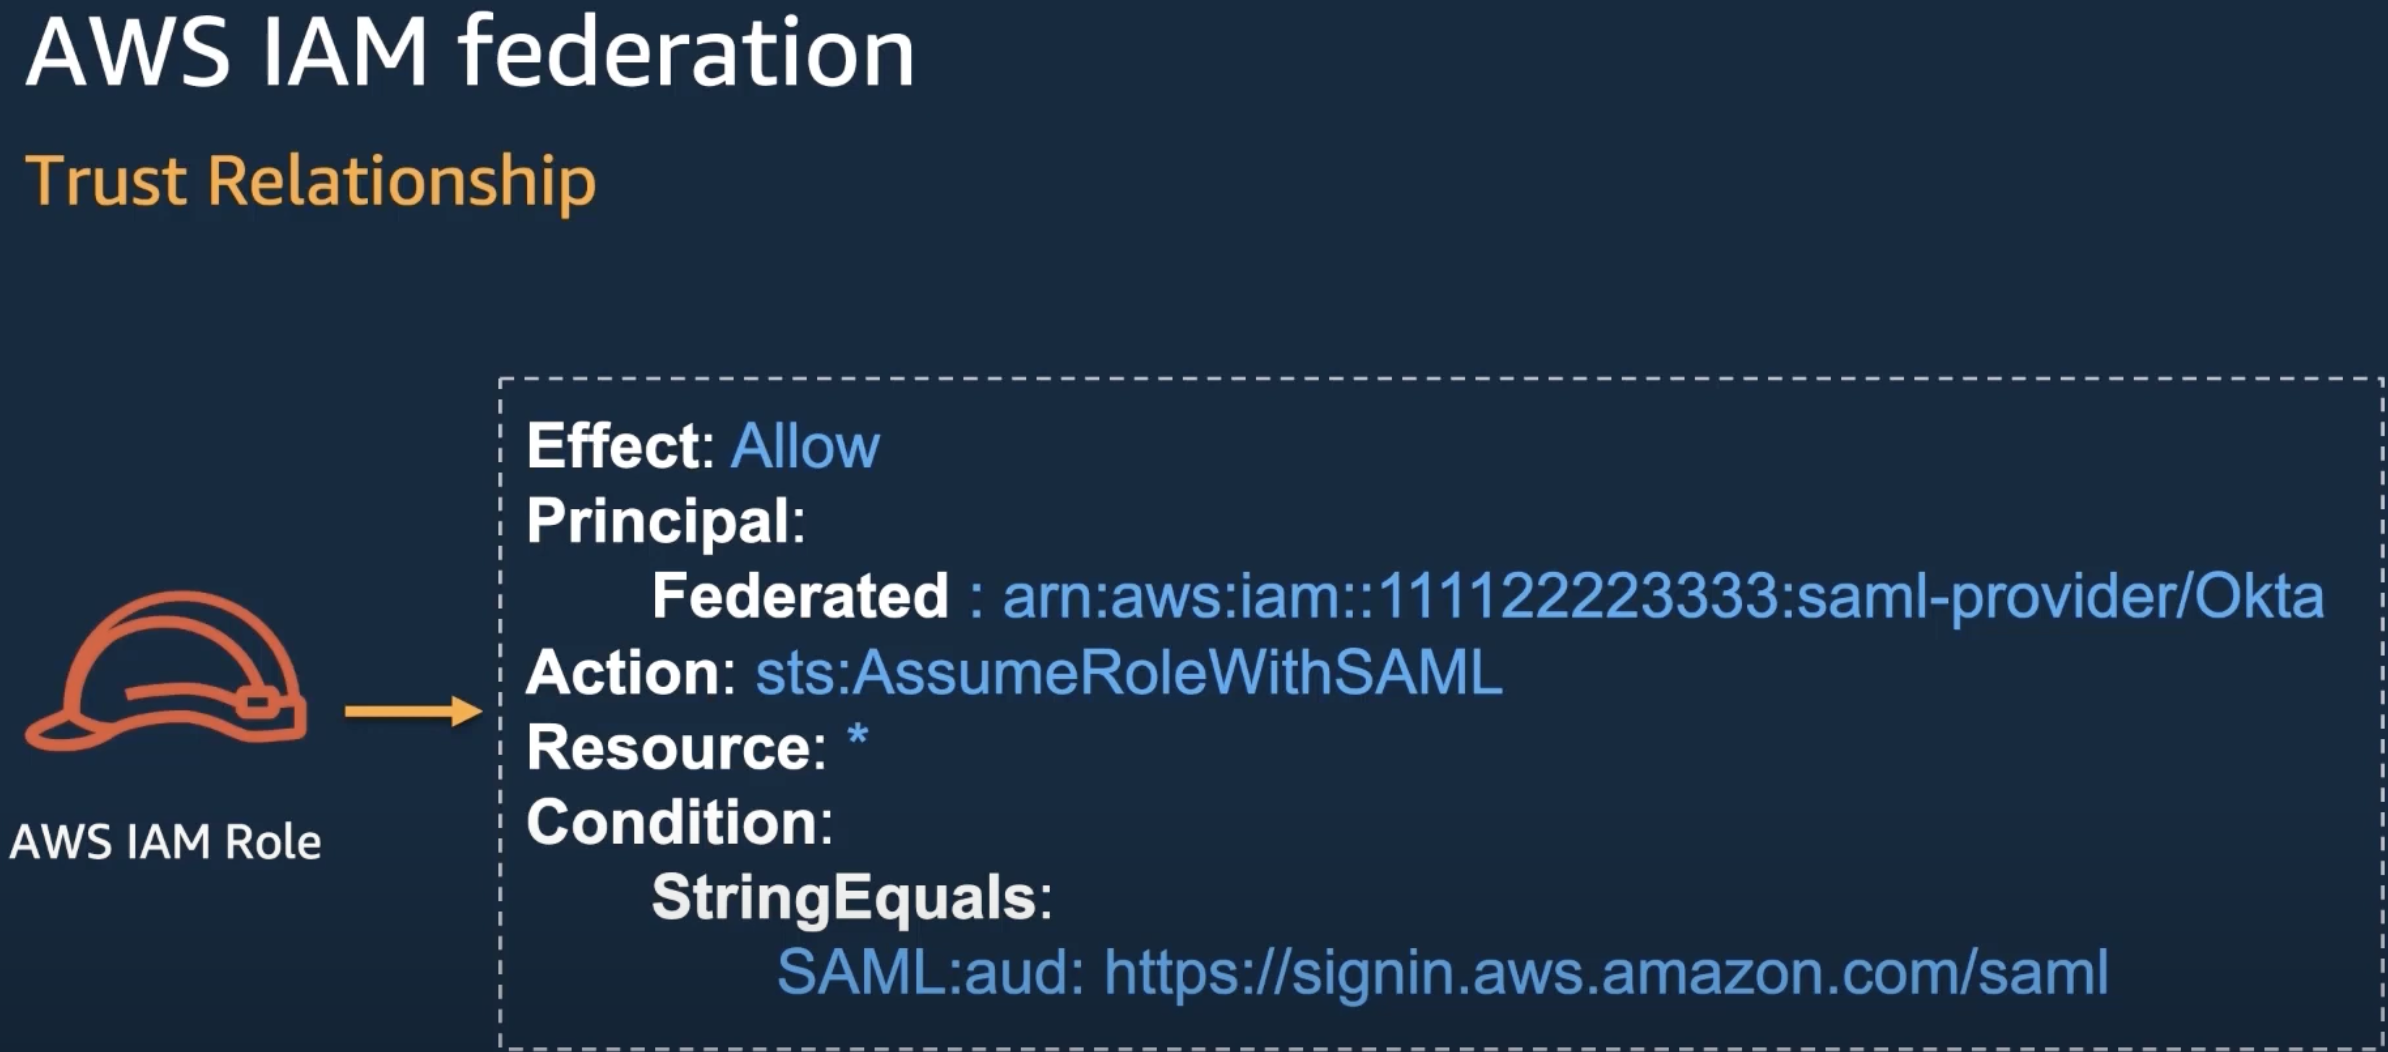 AWS IAM federation
Trust Relationship
Effect: Allow
Principal:
Federated : arn:aws:iam::111122223333:saml-provider/Okta
Action: sts:AssumeRoleWithSAML
Resource: *
Condition:
StringEquals:
SAML:aud: https://signin.aws.amazon.com/saml
AWS IAM Role